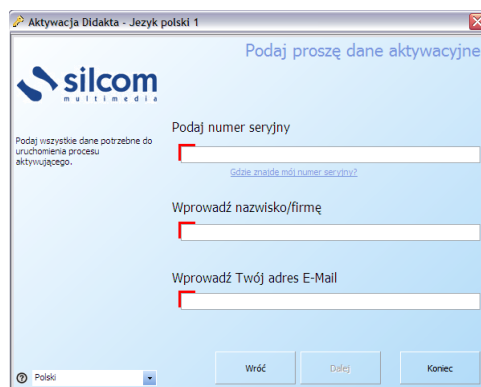 Aktywacja Didakta - Jezyk polski 1
Podaj proszę dane aktywacyjne
silcom
multimedia
Podaj wszystkie dane potrzebne do
uruchomienia procesu
aktywującego.
Podaj numer seryjny
Gdzie znajde mój numer seryjny?
Wprowadź nazwisko/firmę
Wprowadź Twój adres E-Mail
Wróć
Dalej
Koniec
? Polski